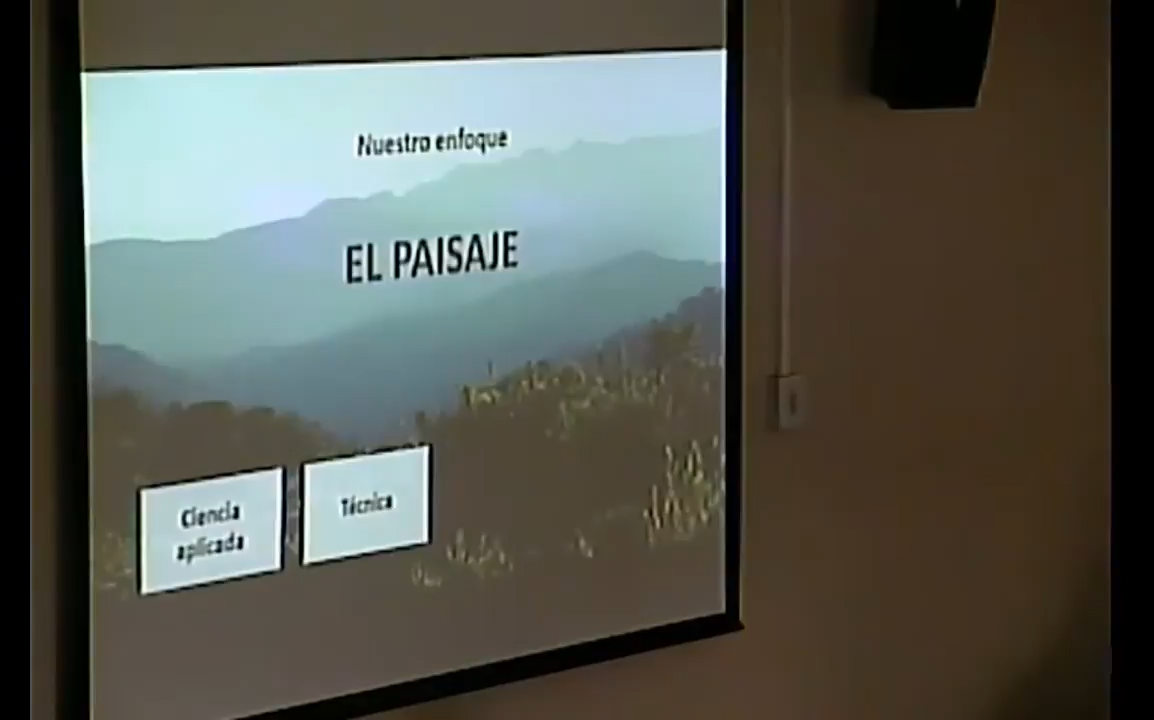 Nuestro enfoque
EL PAISAJE
Ciencia
aplicada
Técnica